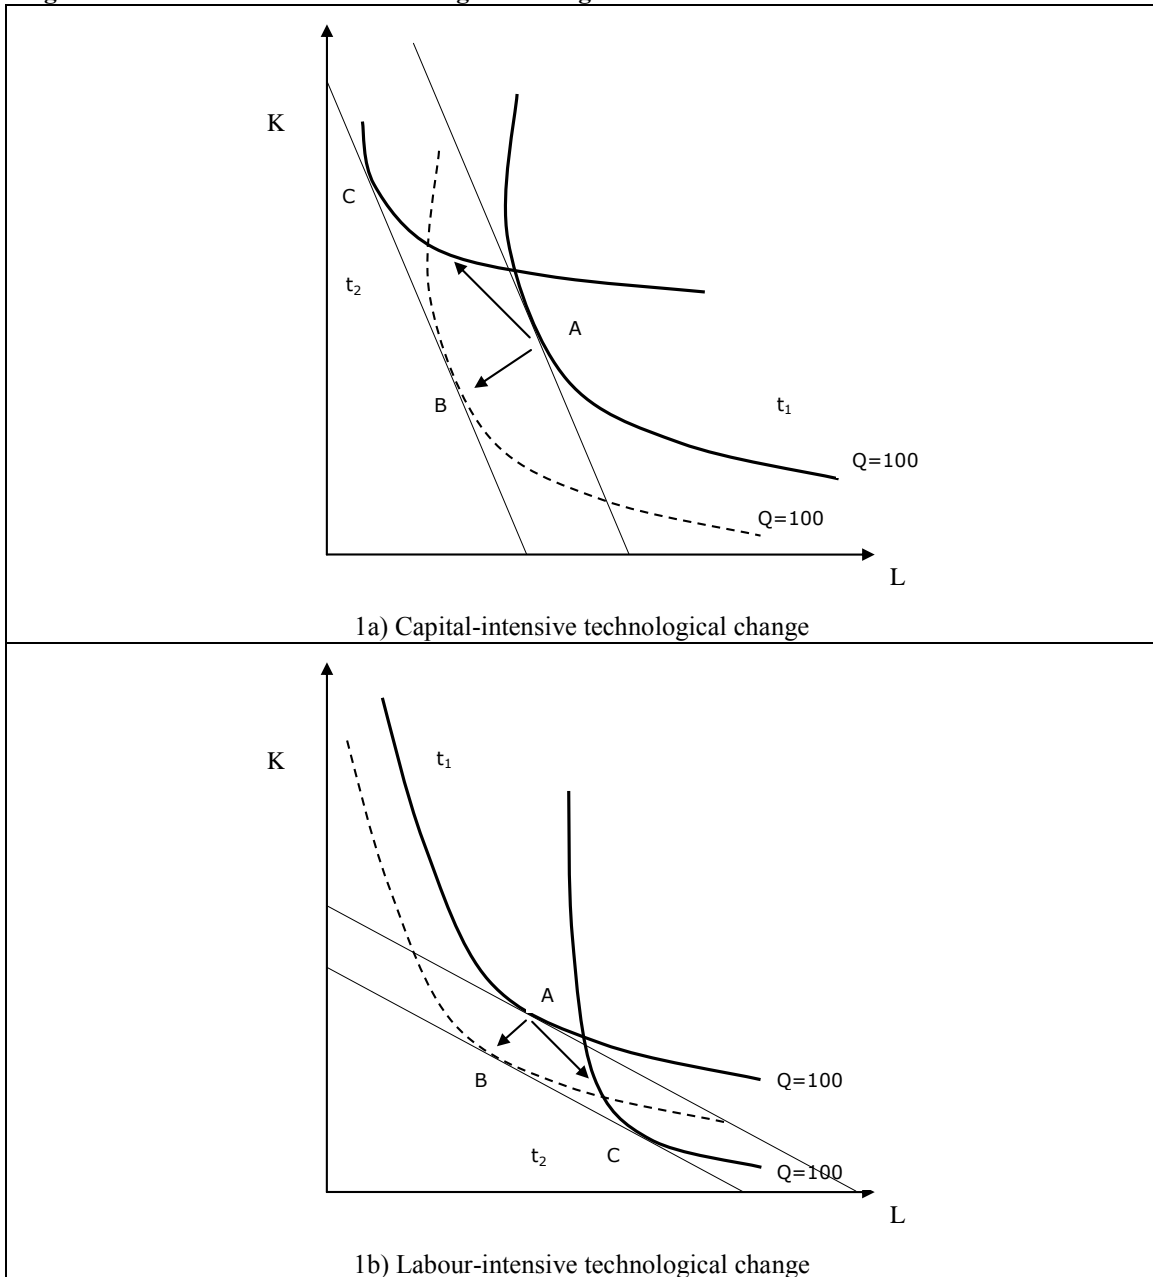 K
C
t₂
A
B
t₁
Q=100
Q=100
L
1a) Capital-intensive technological change
K
t₁
A
B
Q=100
t₂
C
Q=100
L
1b) Labour-intensive technological change